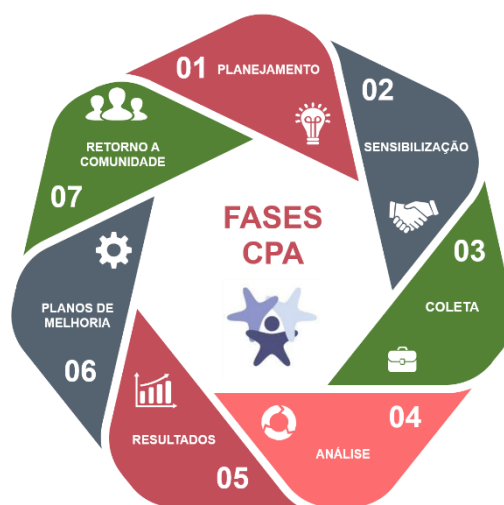 FASES
CPA
01 PLANEJAMENTO
02
SENSIBILIZAÇÃO
03
COLETA
04
ANÁLISE
RESULTADOS
05
PLANOS DE
MELHORIA
06
RETORNO A
COMUNIDADE
07